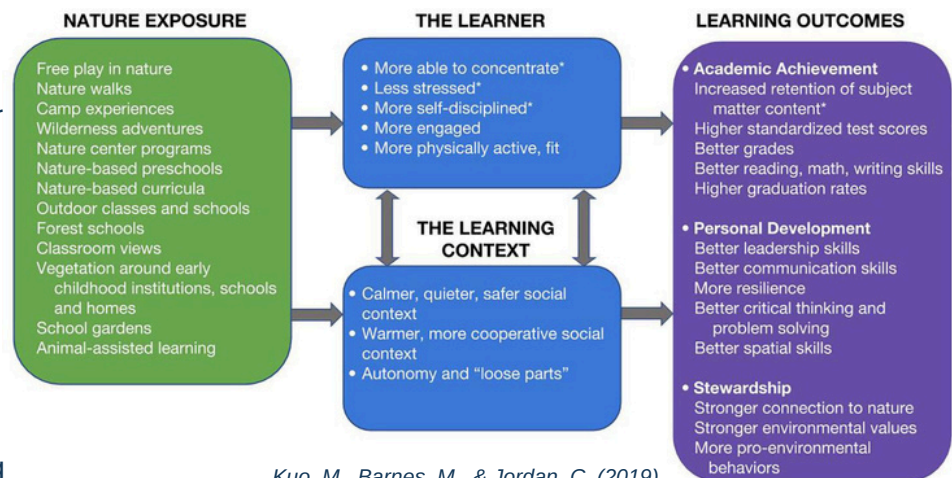 NATURE EXPOSURE
Free play in nature
Nature walks
Camp experiences
Wilderness adventures
Nature center programs
Nature-based preschools
Nature-based curricula
Outdoor classes and schools
Forest schools
Classroom views
Vegetation around early
childhood institutions, schools
and homes
School gardens
Animal-assisted learning
THE LEARNER
• More able to concentrate*
• Less stressed*
• More self-disciplined*
• More engaged
• More physically active, fit
THE LEARNING
CONTEXT
• Calmer, quieter, safer social
context
• Warmer, more cooperative social
context
• Autonomy and “loose parts”
LEARNING OUTCOMES
• Academic Achievement
Increased retention of subject
matter content*
Higher standardized test scores
Better grades
Better reading, math, writing skills
Higher graduation rates
• Personal Development
Better leadership skills
Better communication skills
More resilience
Better critical thinking and
problem solving
Better spatial skills
• Stewardship
Stronger connection to nature
Stronger environmental values
More pro-environmental
behaviors
Kuo, M., Barnes, M., & Jordan, C. (2019)